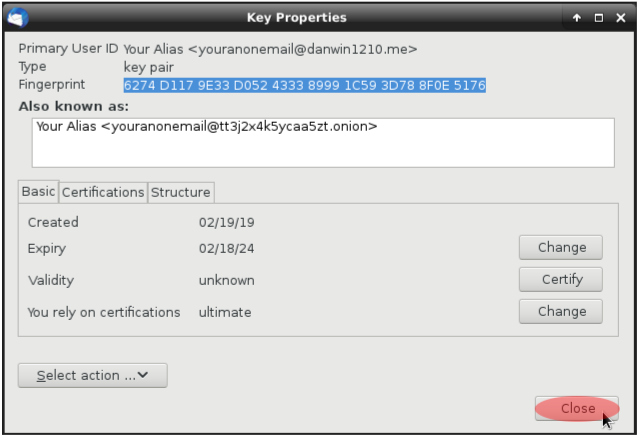 Key Properties
Primary User ID Your Alias <youranonemail@danwin1210.me>
Type key pair
Fingerprint 6274 D117 9E33 D052 4333 8999 1C59 3D78 8F0E 5176
Also known as:
Your Alias <youranonemail@tt3j2x4k5ycaa5zt.onion>
Basic Certifications Structure
Created 02/19/19
Expiry 02/18/24 Change
Validity unknown Certify
You rely on certifications ultimate Change
Select action ...
Close